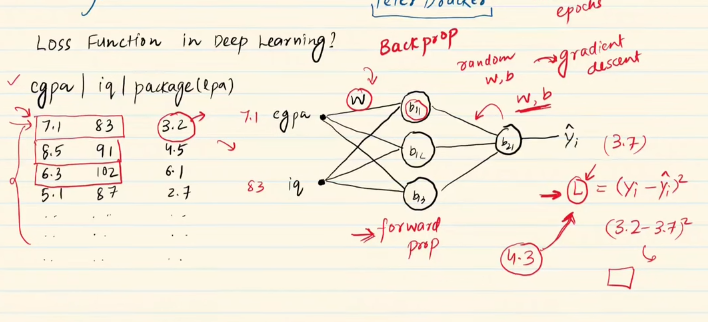 Peter Drucker
epochs
Loss Function in Deep Learning?
Backprop
random w, b
gradient descent
w, b
cgpa | iq | package(lpa)
7.1 83 3.2
8.5 91 4.5
6.3 102 6.1
5.1 87 2.7
W
7.1 cgpa
83 iq
b11
b12
b13
b21
ŷi (3.7)
L = (yi - ŷi)²
(3.2 - 3.7)²
4.3
forward prop